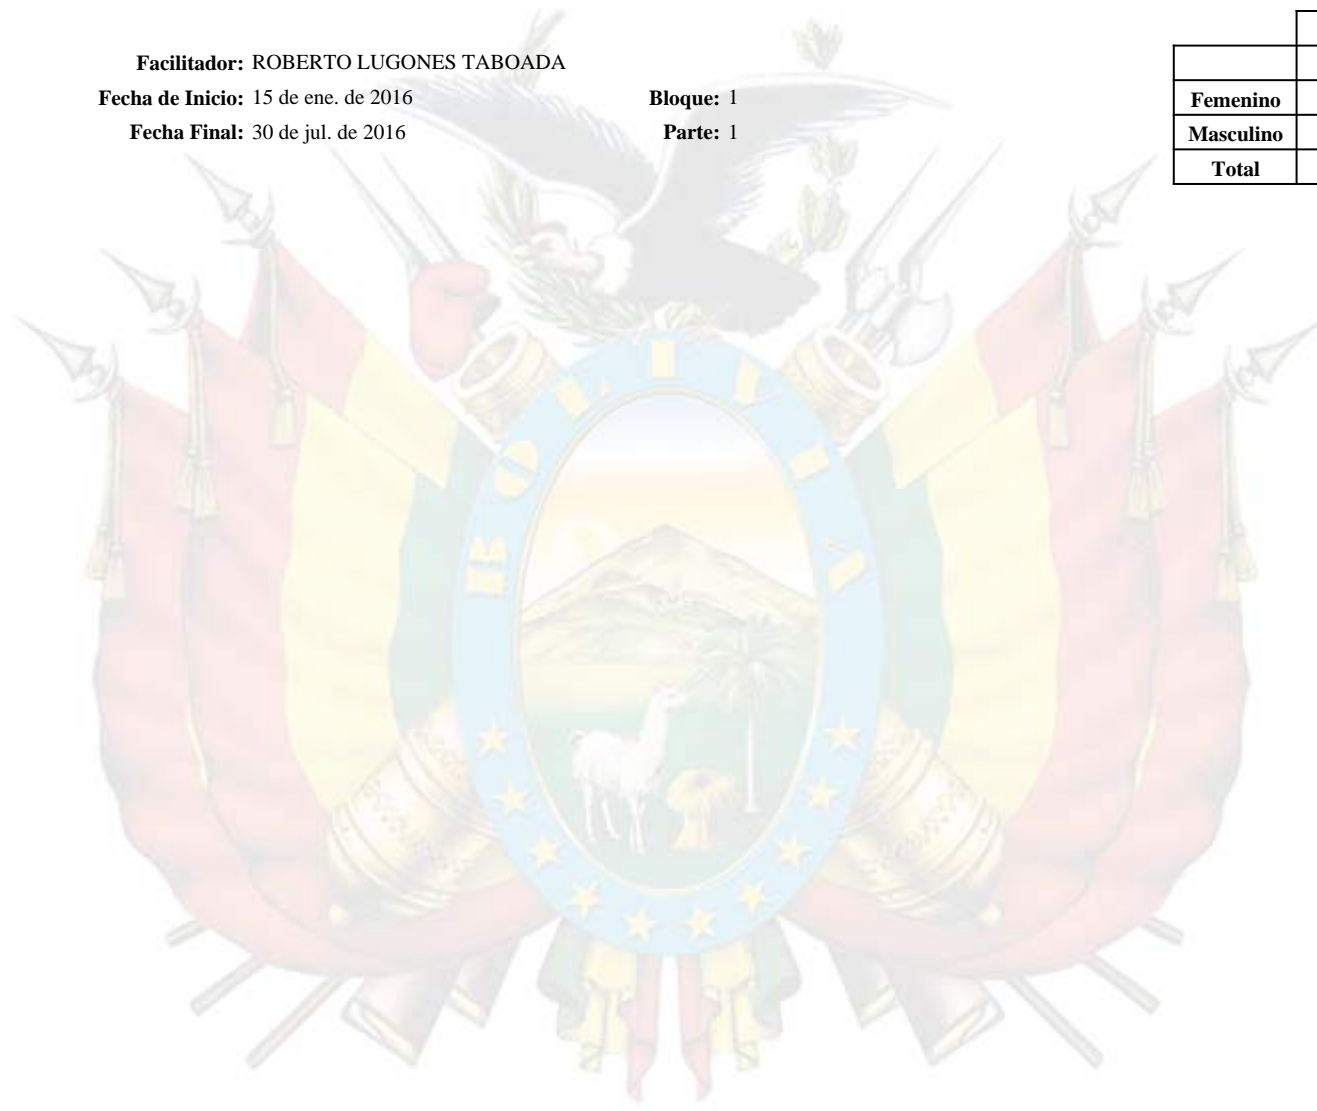 Facilitador: ROBERTO LUGONES TABOADA
Fecha de Inicio: 15 de ene. de 2016 Bloque: 1
Fecha Final: 30 de jul. de 2016 Parte: 1
Femenino
Masculino
Total
BOLIVIA